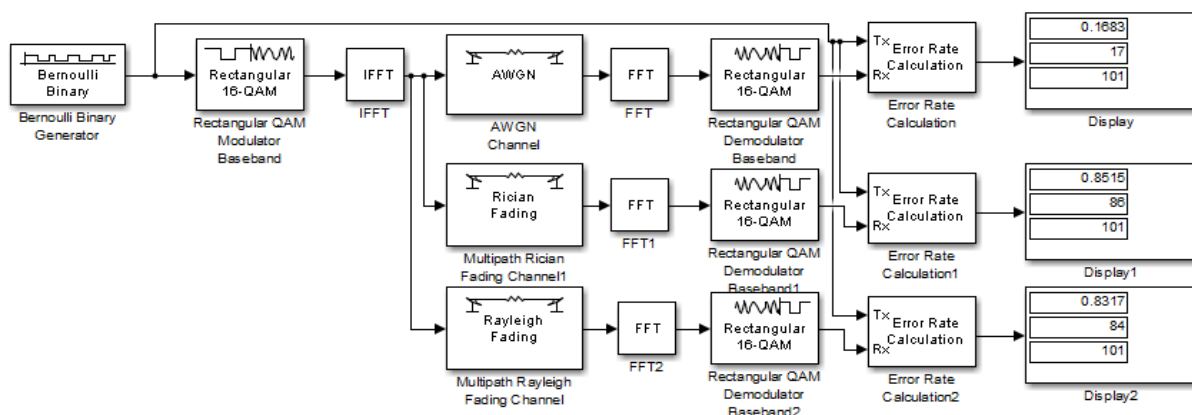 Bernoulli
Binary
Bernoulli Binary
Generator
Rectangular
16-QAM
Rectangular QAM
Modulator
Baseband
IFFT
IFFT
AWGN
AWGN
Channel
FFT
FFT
Rectangular
16-QAM
Rectangular QAM
Demodulator
Baseband
Tx
Rx
Error Rate
Calculation
Error Rate
Calculation
0.1683
17
101
Display
Rician
Fading
Multipath Rician
Fading Channel1
FFT
FFT1
Rectangular
16-QAM
Rectangular QAM
Demodulator
Baseband1
Tx
Rx
Error Rate
Calculation
Error Rate
Calculation1
0.8515
86
101
Display1
Rayleigh
Fading
Multipath Rayleigh
Fading Channel
FFT
FFT2
Rectangular
16-QAM
Rectangular QAM
Demodulator
Baseband2
Tx
Rx
Error Rate
Calculation
Error Rate
Calculation2
0.8317
84
101
Display2